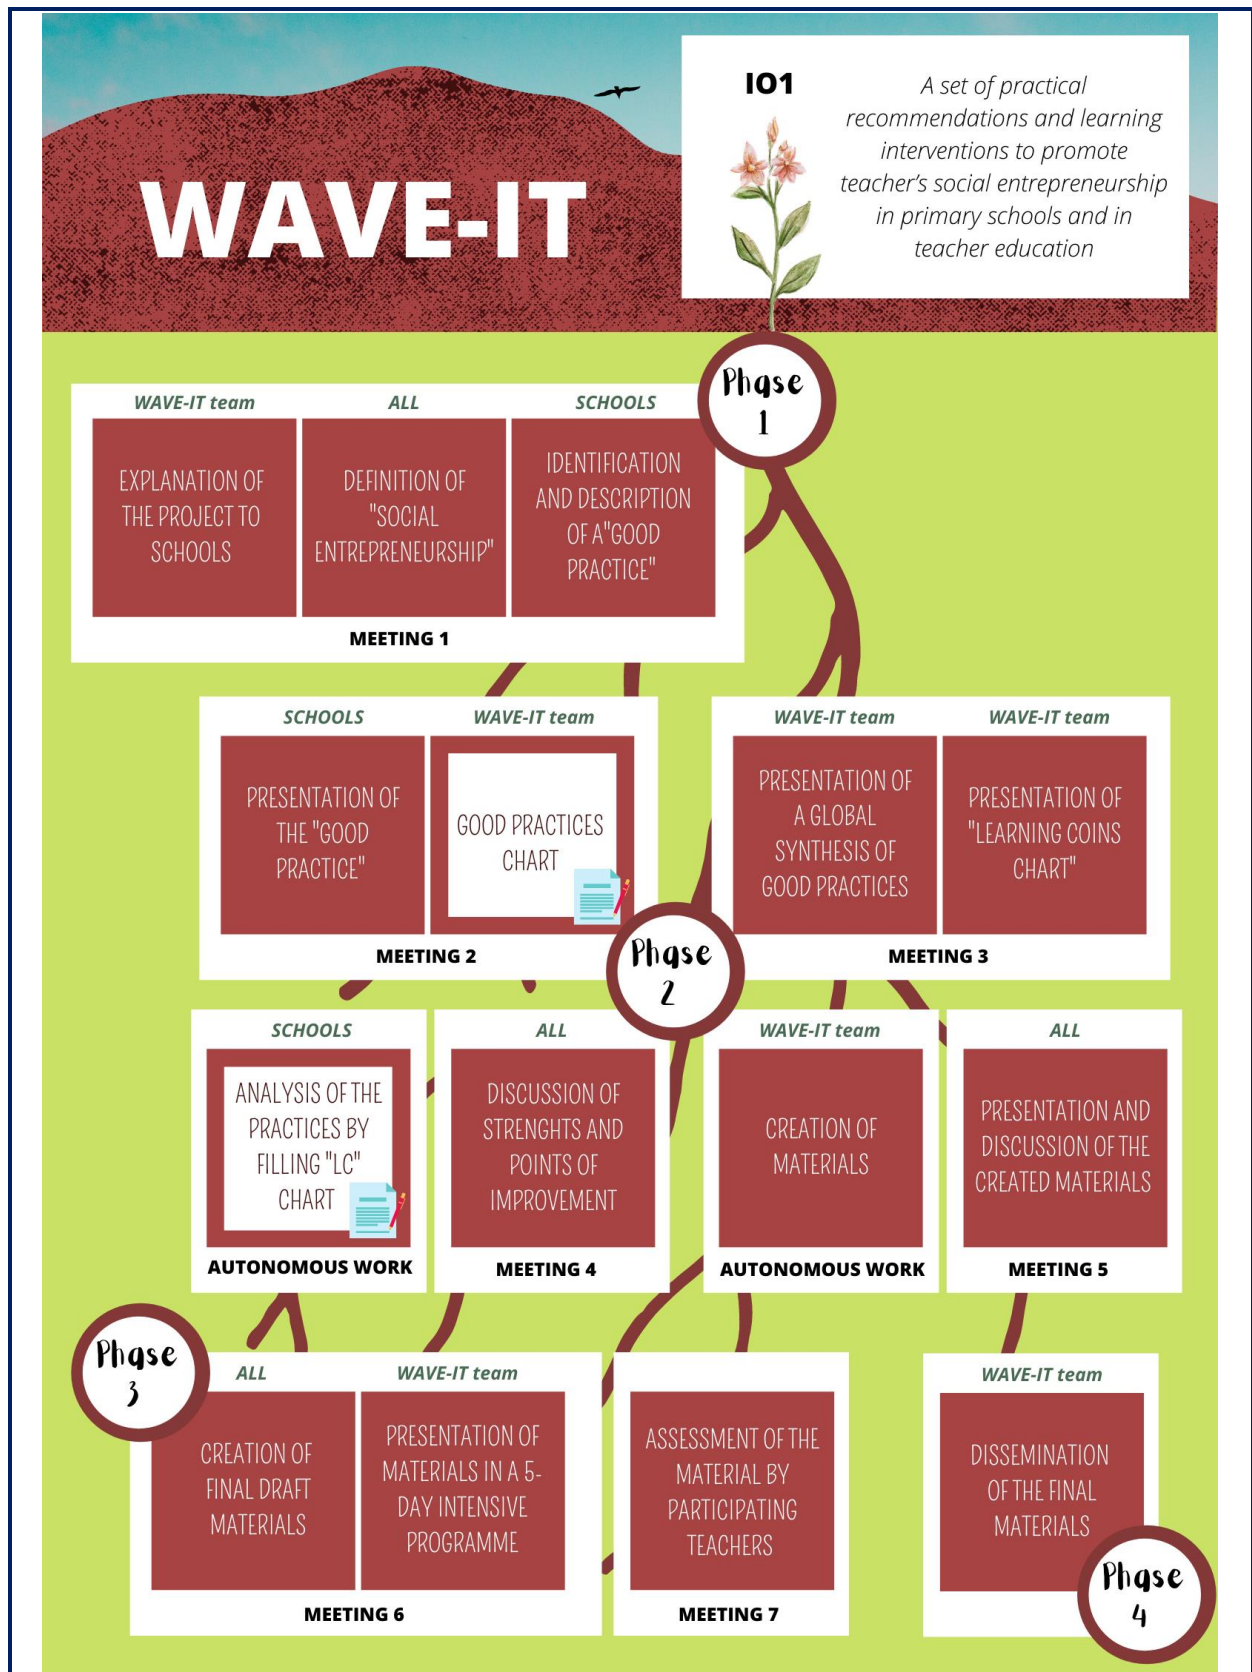 WAVE-IT
IO1
A set of practical
recommendations and learning
interventions to promote
teacher's social entrepreneurship
in primary schools and in
teacher education
Phase
1
WAVE-IT team
EXPLANATION OF
THE PROJECT TO
SCHOOLS
ALL
DEFINITION OF
"SOCIAL
ENTREPRENEURSHIP"
SCHOOLS
IDENTIFICATION
AND DESCRIPTION
OF A"GOOD
PRACTICE"
MEETING 1
SCHOOLS
PRESENTATION OF
THE "GOOD
PRACTICE"
WAVE-IT team
GOOD PRACTICES
CHART
MEETING 2
WAVE-IT team
PRESENTATION OF
A GLOBAL
SYNTHESIS OF
GOOD PRACTICES
WAVE-IT team
PRESENTATION OF
"LEARNING COINS
CHART"
MEETING 3
Phase
2
SCHOOLS
ANALYSIS OF THE
PRACTICES BY
FILLING "LC"
CHART
AUTONOMOUS WORK
ALL
DISCUSSION OF
STRENGHTS AND
POINTS OF
IMPROVEMENT
MEETING 4
WAVE-IT team
CREATION OF
MATERIALS
AUTONOMOUS WORK
ALL
PRESENTATION AND
DISCUSSION OF THE
CREATED MATERIALS
MEETING 5
Phase
3
ALL
CREATION OF
FINAL DRAFT
MATERIALS
WAVE-IT team
PRESENTATION OF
MATERIALS IN A 5-
DAY INTENSIVE
PROGRAMME
MEETING 6
ASSESSMENT OF THE
MATERIAL BY
PARTICIPATING
TEACHERS
MEETING 7
WAVE-IT team
DISSEMINATION
OF THE FINAL
MATERIALS
Phase
4